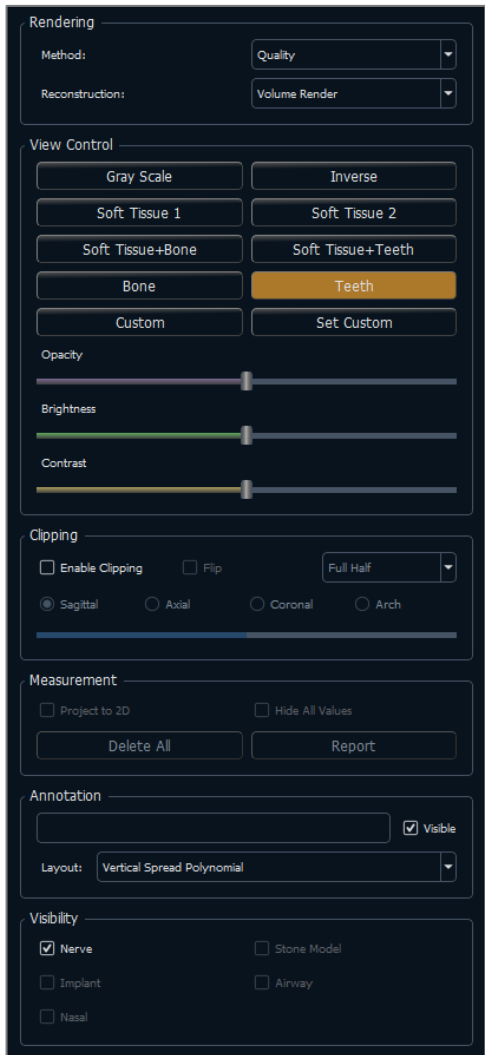 Rendering
Method: Quality
Reconstruction: Volume Render
View Control
Gray Scale Inverse
Soft Tissue 1 Soft Tissue 2
Soft Tissue+Bone Soft Tissue+Teeth
Bone Teeth
Custom Set Custom
Opacity
Brightness
Contrast
Clipping
Enable Clipping Flip Full Half
Sagittal Axial Coronal Arch
Measurement
Project to 2D Hide All Values
Delete All Report
Annotation
Visible
Layout: Vertical Spread Polynomial
Visibility
Nerve Stone Model
Implant Airway
Nasal